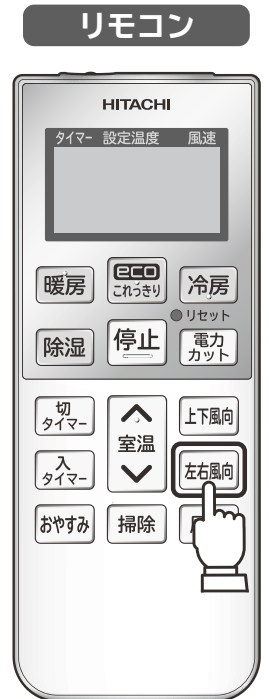 リモコン
HITACHI
タイマー 設定温度 風速
暖房
eco
これっきり
冷房
リセット
除湿
停止
電力
カット
切
タイマー
室温
上下風向
入
タイマー
左右風向
おやすみ
掃除